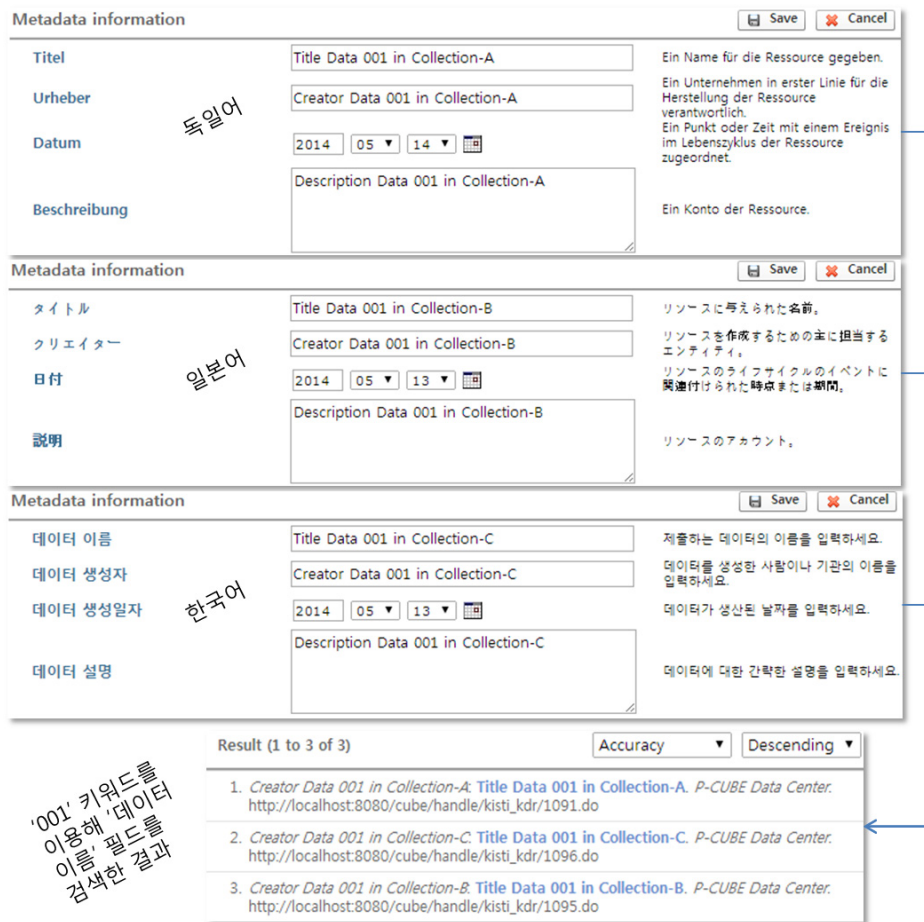 Metadata information
Save
Cancel
Titel
Title Data 001 in Collection-A
Ein Name für die Ressource gegeben.
Urheber
Creator Data 001 in Collection-A
Ein Unternehmen in erster Linie für die
Herstellung der Ressource
verantwortlich.
독일어
Datum
2014 05 14
Ein Punkt oder Zeit mit einem Ereignis
im Lebenszyklus der Ressource
zugeordnet.
Beschreibung
Description Data 001 in Collection-A
Ein Konto der Ressource.
Metadata information
Save
Cancel
タイトル
Title Data 001 in Collection-B
リソースに与えられた名前。
クリエイター
Creator Data 001 in Collection-B
リソースを作成するための主に担当する
エンティティ。
일본어
日付
2014 05 13
リソースのライフサイクルのイベントに
関連付けられた時点または期間。
説明
Description Data 001 in Collection-B
リソースのアカウント。
Metadata information
Save
Cancel
데이터 이름
Title Data 001 in Collection-C
제출하는 데이터의 이름을 입력하세요.
데이터 생성자
Creator Data 001 in Collection-C
데이터를 생성한 사람이나 기관의 이름을
입력하세요.
한국어
데이터 생성일자
2014 05 13
데이터가 생산된 날짜를 입력하세요.
데이터 설명
Description Data 001 in Collection-C
데이터에 대한 간략한 설명을 입력하세요.
'001' 키워드를
이용해 '데이터
이름' 필드를
검색한 결과
Result (1 to 3 of 3)
Accuracy
Descending
1. Creator Data 001 in Collection-A. Title Data 001 in Collection-A. P-CUBE Data Center.
http://localhost:8080/cube/handle/kisti_kdr/1091.do
2. Creator Data 001 in Collection-C. Title Data 001 in Collection-C. P-CUBE Data Center.
http://localhost:8080/cube/handle/kisti_kdr/1096.do
3. Creator Data 001 in Collection-B. Title Data 001 in Collection-B. P-CUBE Data Center.
http://localhost:8080/cube/handle/kisti_kdr/1095.do